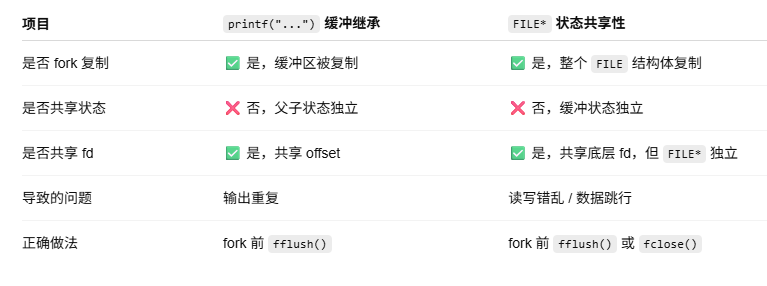 项目 printf("...") 缓冲继承 FILE* 状态共享性
是否 fork 复制 ✅ 是，缓冲区被复制 ✅ 是，整个 FILE 结构体复制
是否共享状态 ❌ 否，父子状态独立 ❌ 否，缓冲状态独立
是否共享 fd ✅ 是，共享 offset ✅ 是，共享底层 fd，但 FILE* 独立
导致的问题 输出重复 读写错乱 / 数据跳行
正确做法 fork 前 fflush() fork 前 fflush() 或 fclose()